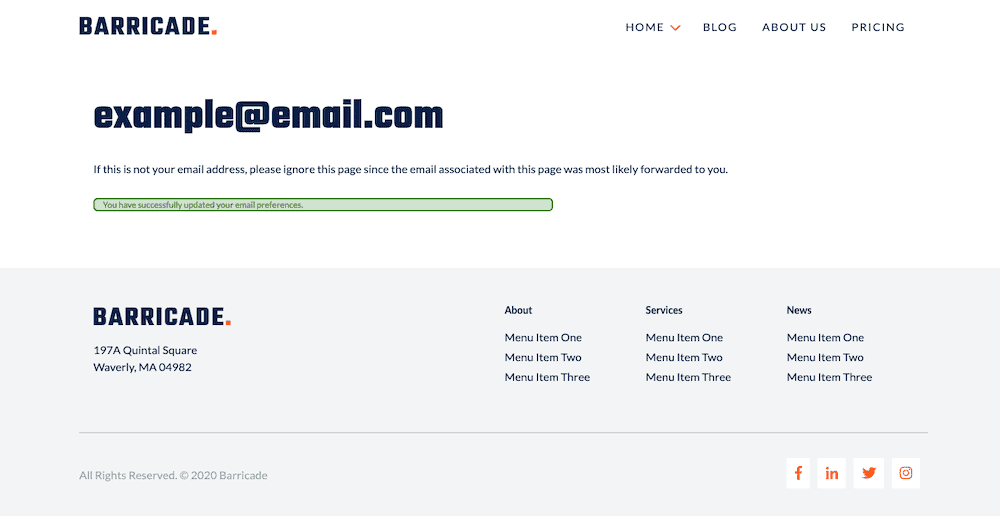 BARRICADE.
HOME BLOG ABOUT US PRICING
example@email.com
If this is not your email address, please ignore this page since the email associated with this page was most likely forwarded to you.
You have successfully updated your email preferences.
BARRICADE.
197A Quintal Square
Waverly, MA 04982
About
Menu Item One
Menu Item Two
Menu Item Three
Services
Menu Item One
Menu Item Two
Menu Item Three
News
Menu Item One
Menu Item Two
Menu Item Three
All Rights Reserved. © 2020 Barricade